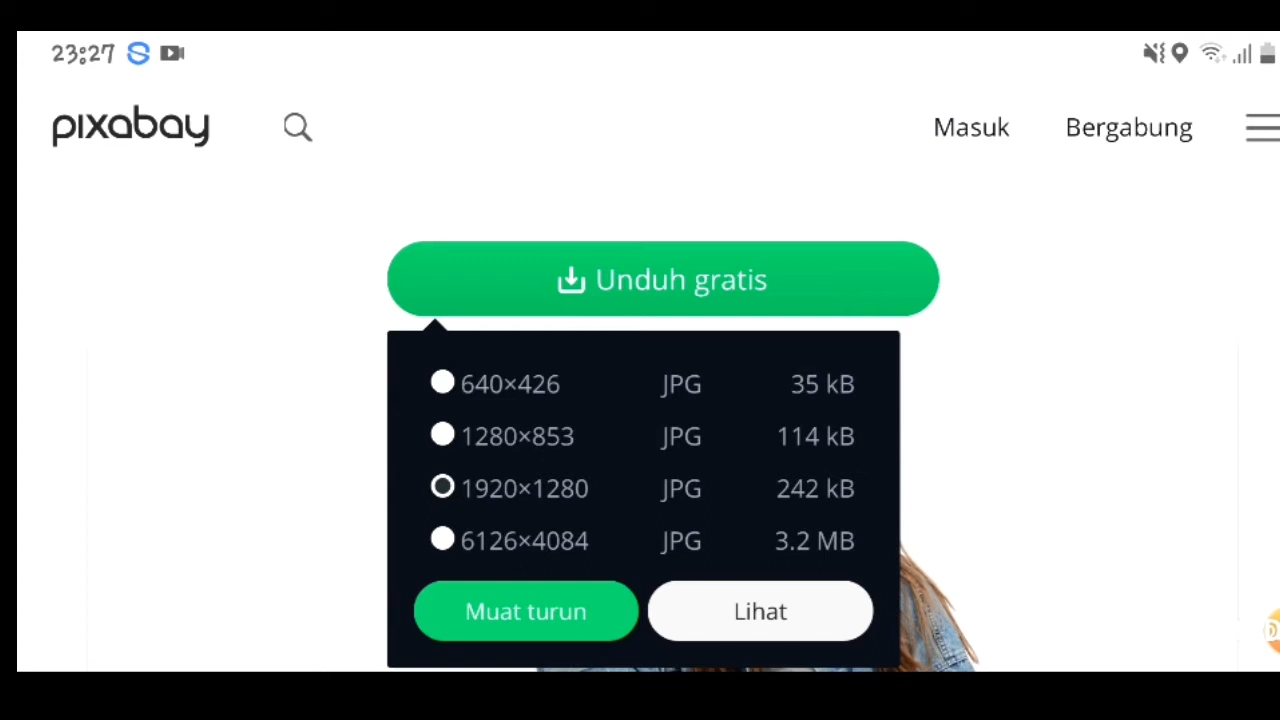 23:27
pixabay Masuk Bergabung
Unduh gratis
640×426 JPG 35 kB
1280×853 JPG 114 kB
1920×1280 JPG 242 kB
6126×4084 JPG 3.2 MB
Muat turun Lihat